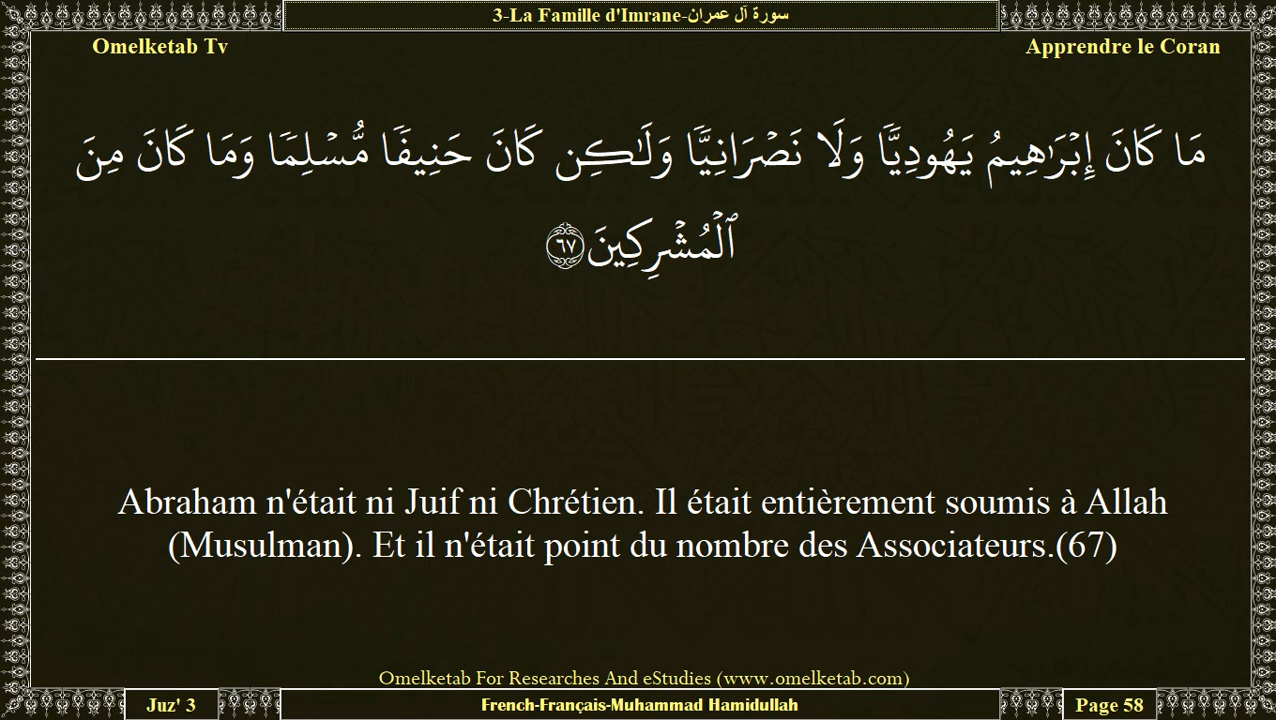 3-La Famille d'Imrane-سورة آل عمران
Omelketab Tv
Apprendre le Coran
مَا كَانَ إِبْرَٰهِيمُ يَهُودِيًّا وَلَا نَصْرَانِيًّا وَلَـٰكِن كَانَ حَنِيفًا مُّسْلِمًا وَمَا كَانَ مِنَ
ٱلْمُشْرِكِينَ ٦٧
Abraham n'était ni Juif ni Chrétien. Il était entièrement soumis à Allah
(Musulman). Et il n'était point du nombre des Associateurs.(67)
Omelketab For Researches And eStudies (www.omelketab.com)
Juz' 3
French-Français-Muhammad Hamidullah
Page 58